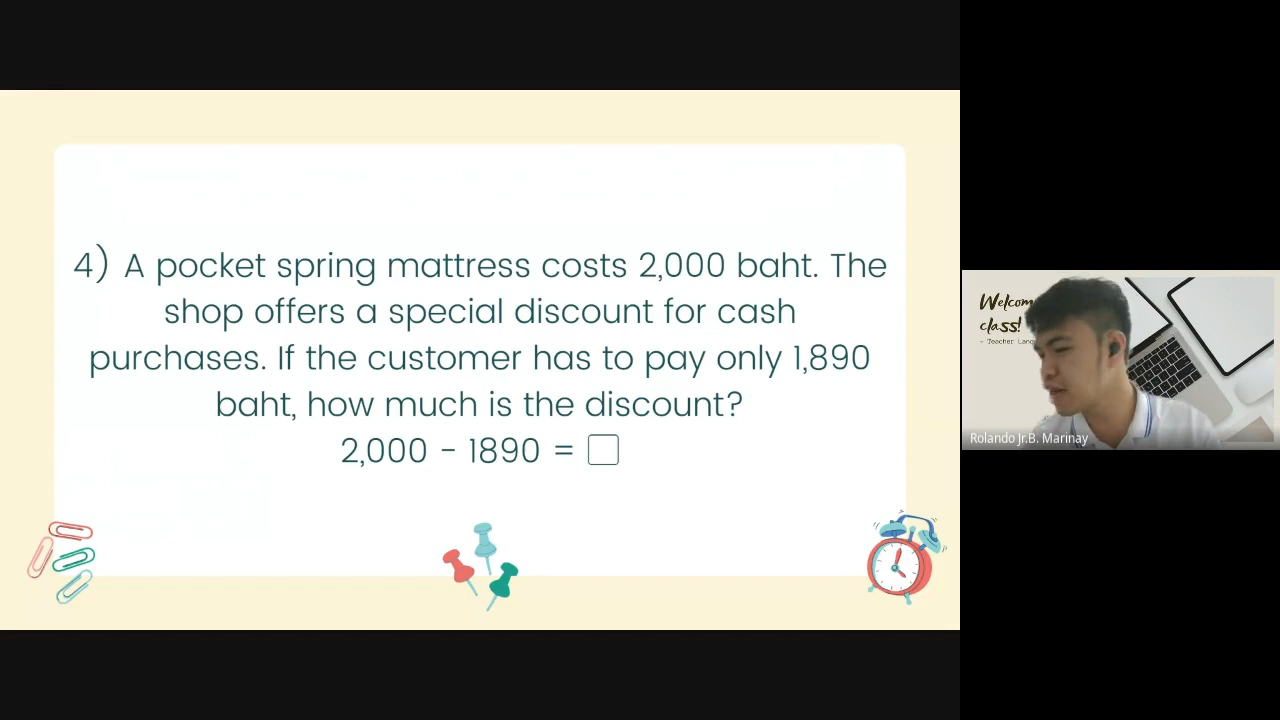 4) A pocket spring mattress costs 2,000 baht. The
shop offers a special discount for cash
purchases. If the customer has to pay only 1,890
baht, how much is the discount?
2,000 - 1890 = □
Welcom
class!
- Teacher Lang
Rolando Jr.B. Marinay